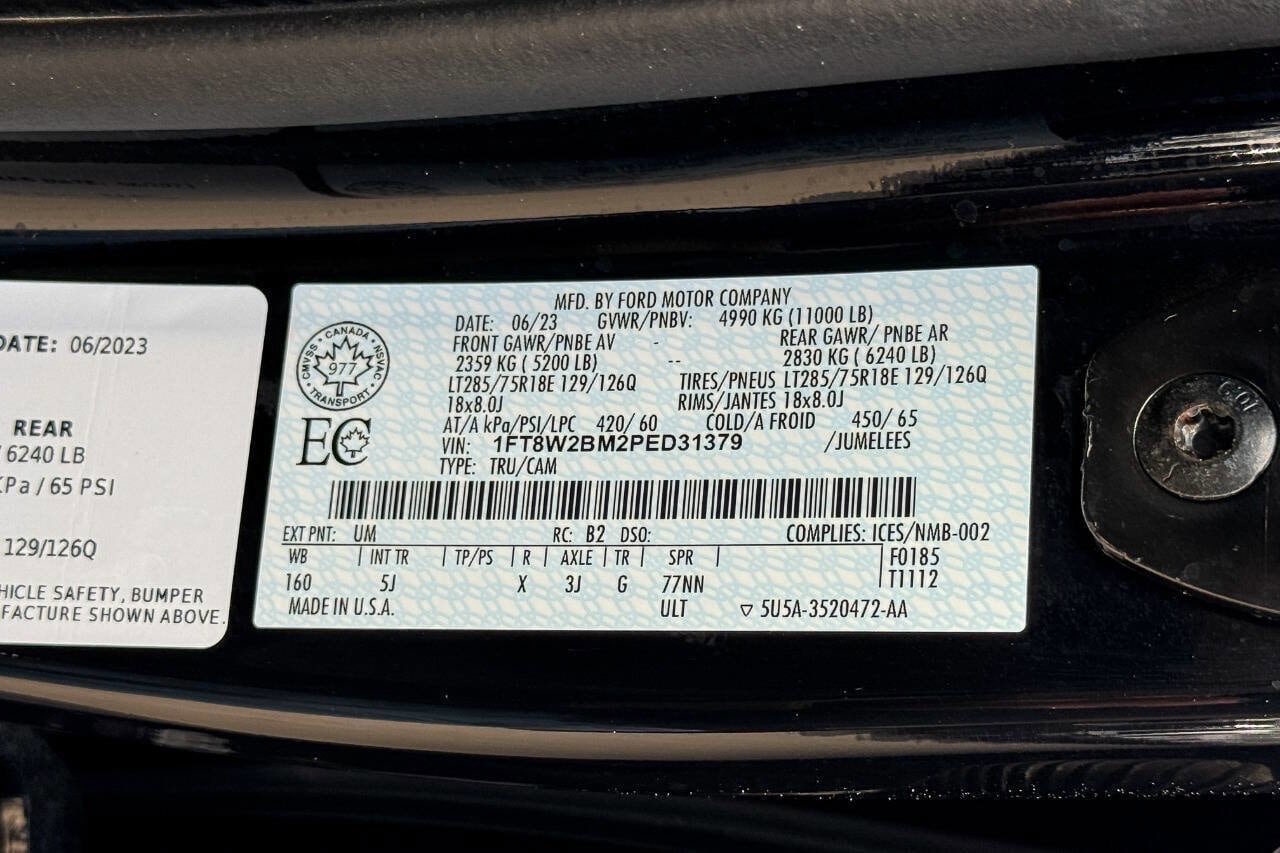 DATE: 06/2023
REAR
/ 6240 LB
KPa / 65 PSI
129/126Q
HICLE SAFETY, BUMPER
FACTURE SHOWN ABOVE.
MFD. BY FORD MOTOR COMPANY
DATE: 06/23 GVWR/PNBV: 4990 KG (11000 LB)
FRONT GAWR/PNBE AV - REAR GAWR/ PNBE AR
2359 KG ( 5200 LB) -- 2830 KG ( 6240 LB)
LT285/75R18E 129/126Q TIRES/PNEUS LT285/75R18E 129/126Q
18x8.0J RIMS/JANTES 18x8.0J
AT/A kPa/PSI/LPC 420/ 60 COLD/A FROID 450/ 65
VIN: 1FT8W2BM2PED31379 /JUMELEES
TYPE: TRU/CAM
CANADA
CMVSS NSVAC
977
TRANSPORT
EC
EXT PNT: UM RC: B2 DSO: COMPLIES: ICES/NMB-002
WB | INT TR | TP/PS | R | AXLE | TR | SPR | F0185
160 5J X 3J G 77NN | T1112
MADE IN U.S.A. ULT ▽ 5U5A-3520472-AA